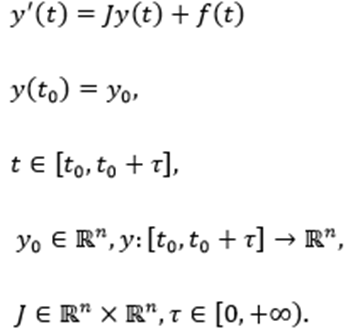 y′(t) = Jy(t) + f(t)
y(t₀) = y₀,
t ∈ [t₀, t₀ + τ],
y₀ ∈ ℝⁿ, y: [t₀, t₀ + τ] → ℝⁿ,
J ∈ ℝⁿ × ℝⁿ, τ ∈ [0, +∞).